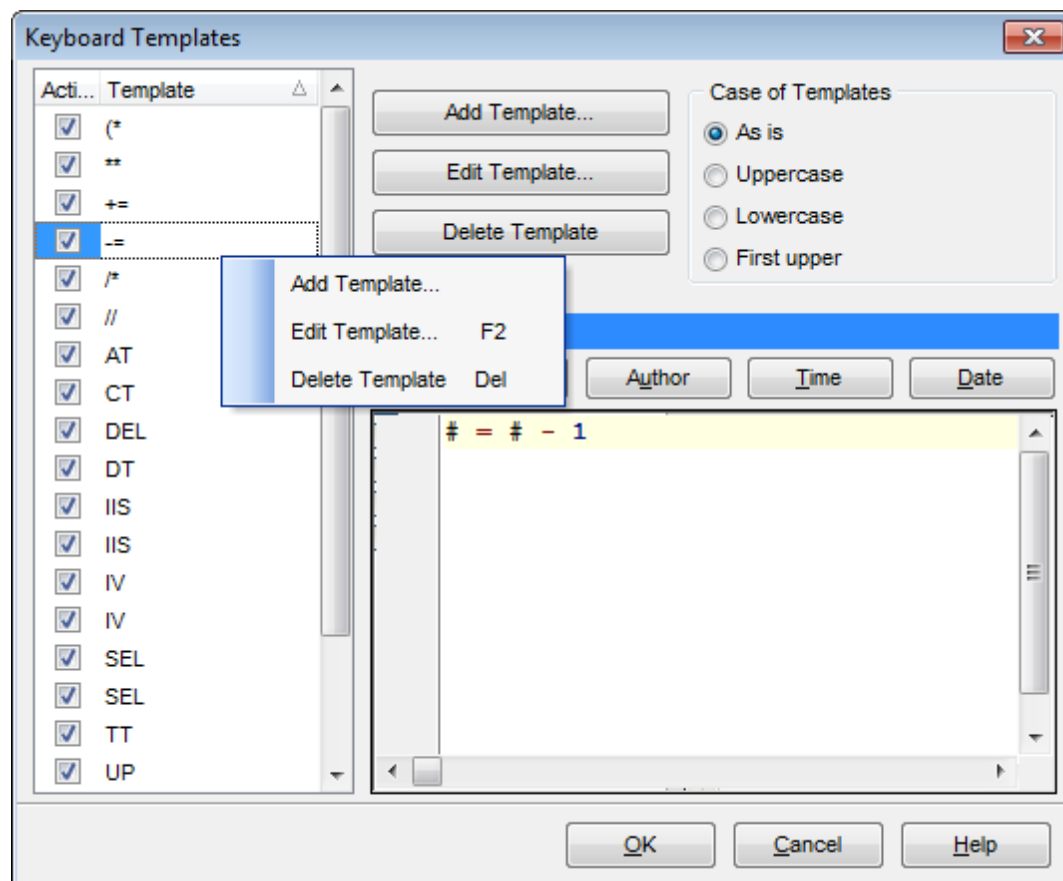 Keyboard Templates
Acti... Template
(*
**
+=
-=
/*
//
AT
CT
DEL
DT
IIS
IIS
IV
IV
SEL
SEL
TT
UP
Add Template...
Edit Template...
Delete Template
Case of Templates
As is
Uppercase
Lowercase
First upper
Add Template...
Edit Template... F2
Delete Template Del
Author Time Date
# = # - 1
OK Cancel Help